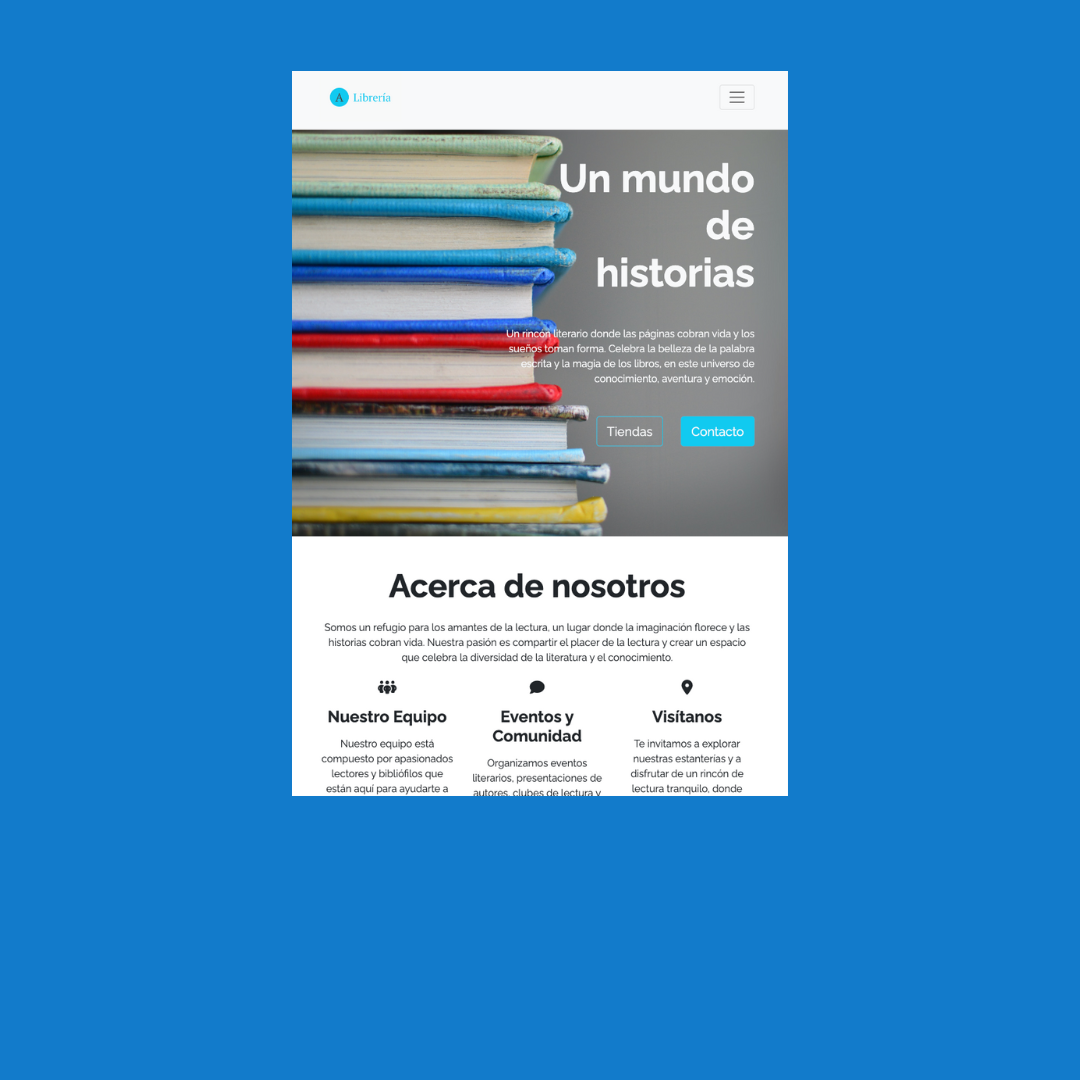 A Librería
Un mundo
de
historias
Un rincón literario donde las páginas cobran vida y los
sueños toman forma. Celebra la belleza de la palabra
escrita y la magia de los libros, en este universo de
conocimiento, aventura y emoción.
Tiendas Contacto
Acerca de nosotros
Somos un refugio para los amantes de la lectura, un lugar donde la imaginación florece y las
historias cobran vida. Nuestra pasión es compartir el placer de la lectura y crear un espacio
que celebra la diversidad de la literatura y el conocimiento.
Nuestro Equipo
Nuestro equipo está
compuesto por apasionados
lectores y bibliófilos que
están aquí para ayudarte a
Eventos y
Comunidad
Organizamos eventos
literarios, presentaciones de
autores, clubes de lectura y
Visítanos
Te invitamos a explorar
nuestras estanterías y a
disfrutar de un rincón de
lectura tranquilo, donde